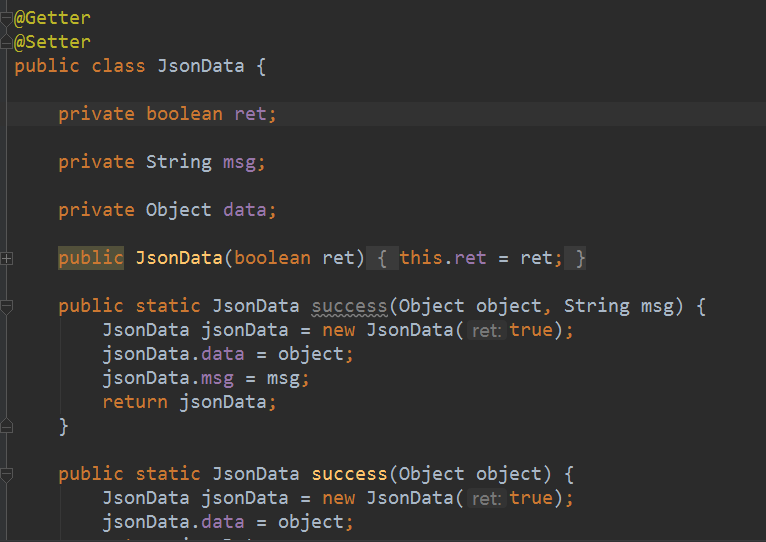 @Getter
@Setter
public class JsonData {
private boolean ret;
private String msg;
private Object data;
public JsonData(boolean ret) { this.ret = ret; }
public static JsonData success(Object object, String msg) {
JsonData jsonData = new JsonData( ret: true);
jsonData.data = object;
jsonData.msg = msg;
return jsonData;
}
public static JsonData success(Object object) {
JsonData jsonData = new JsonData( ret: true);
jsonData.data = object;